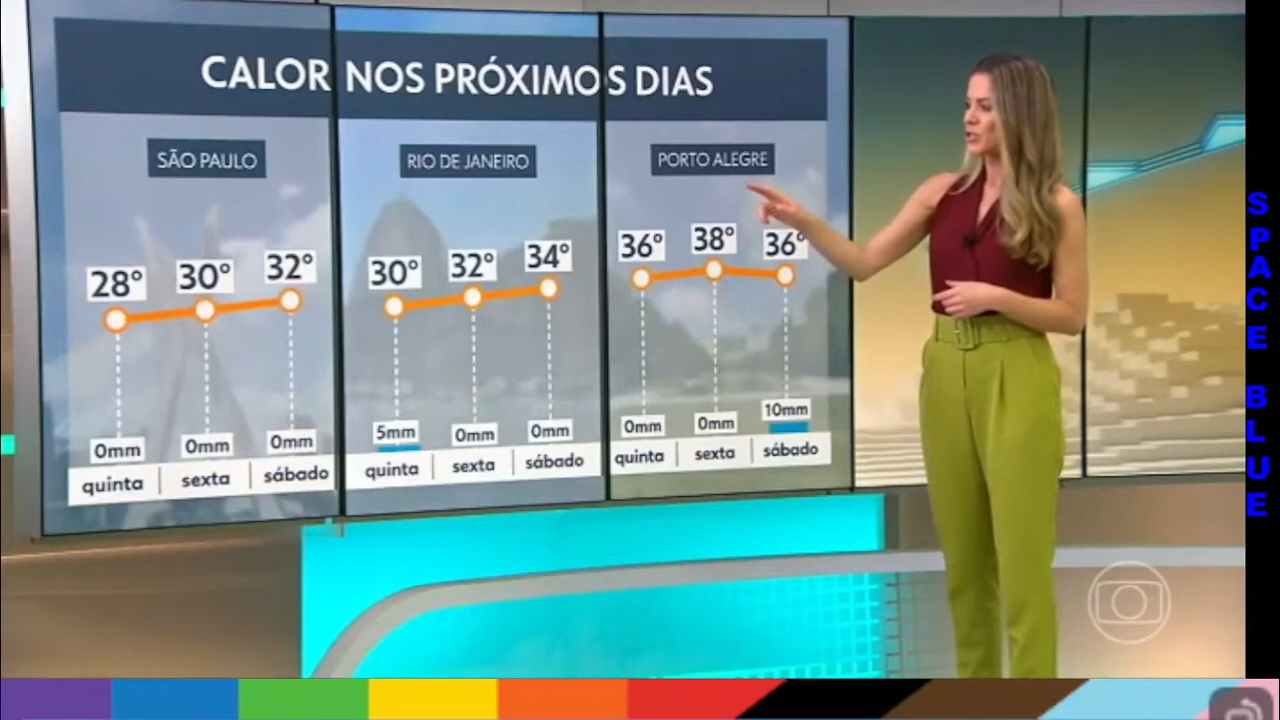 CALOR NOS PRÓXIMOS DIAS
SÃO PAULO
28° 30° 32°
0mm 0mm 0mm
quinta sexta sábado
RIO DE JANEIRO
30° 32° 34°
5mm 0mm 0mm
quinta sexta sábado
PORTO ALEGRE
36° 38° 36°
0mm 0mm 10mm
quinta sexta sábado
SPACE BLUE